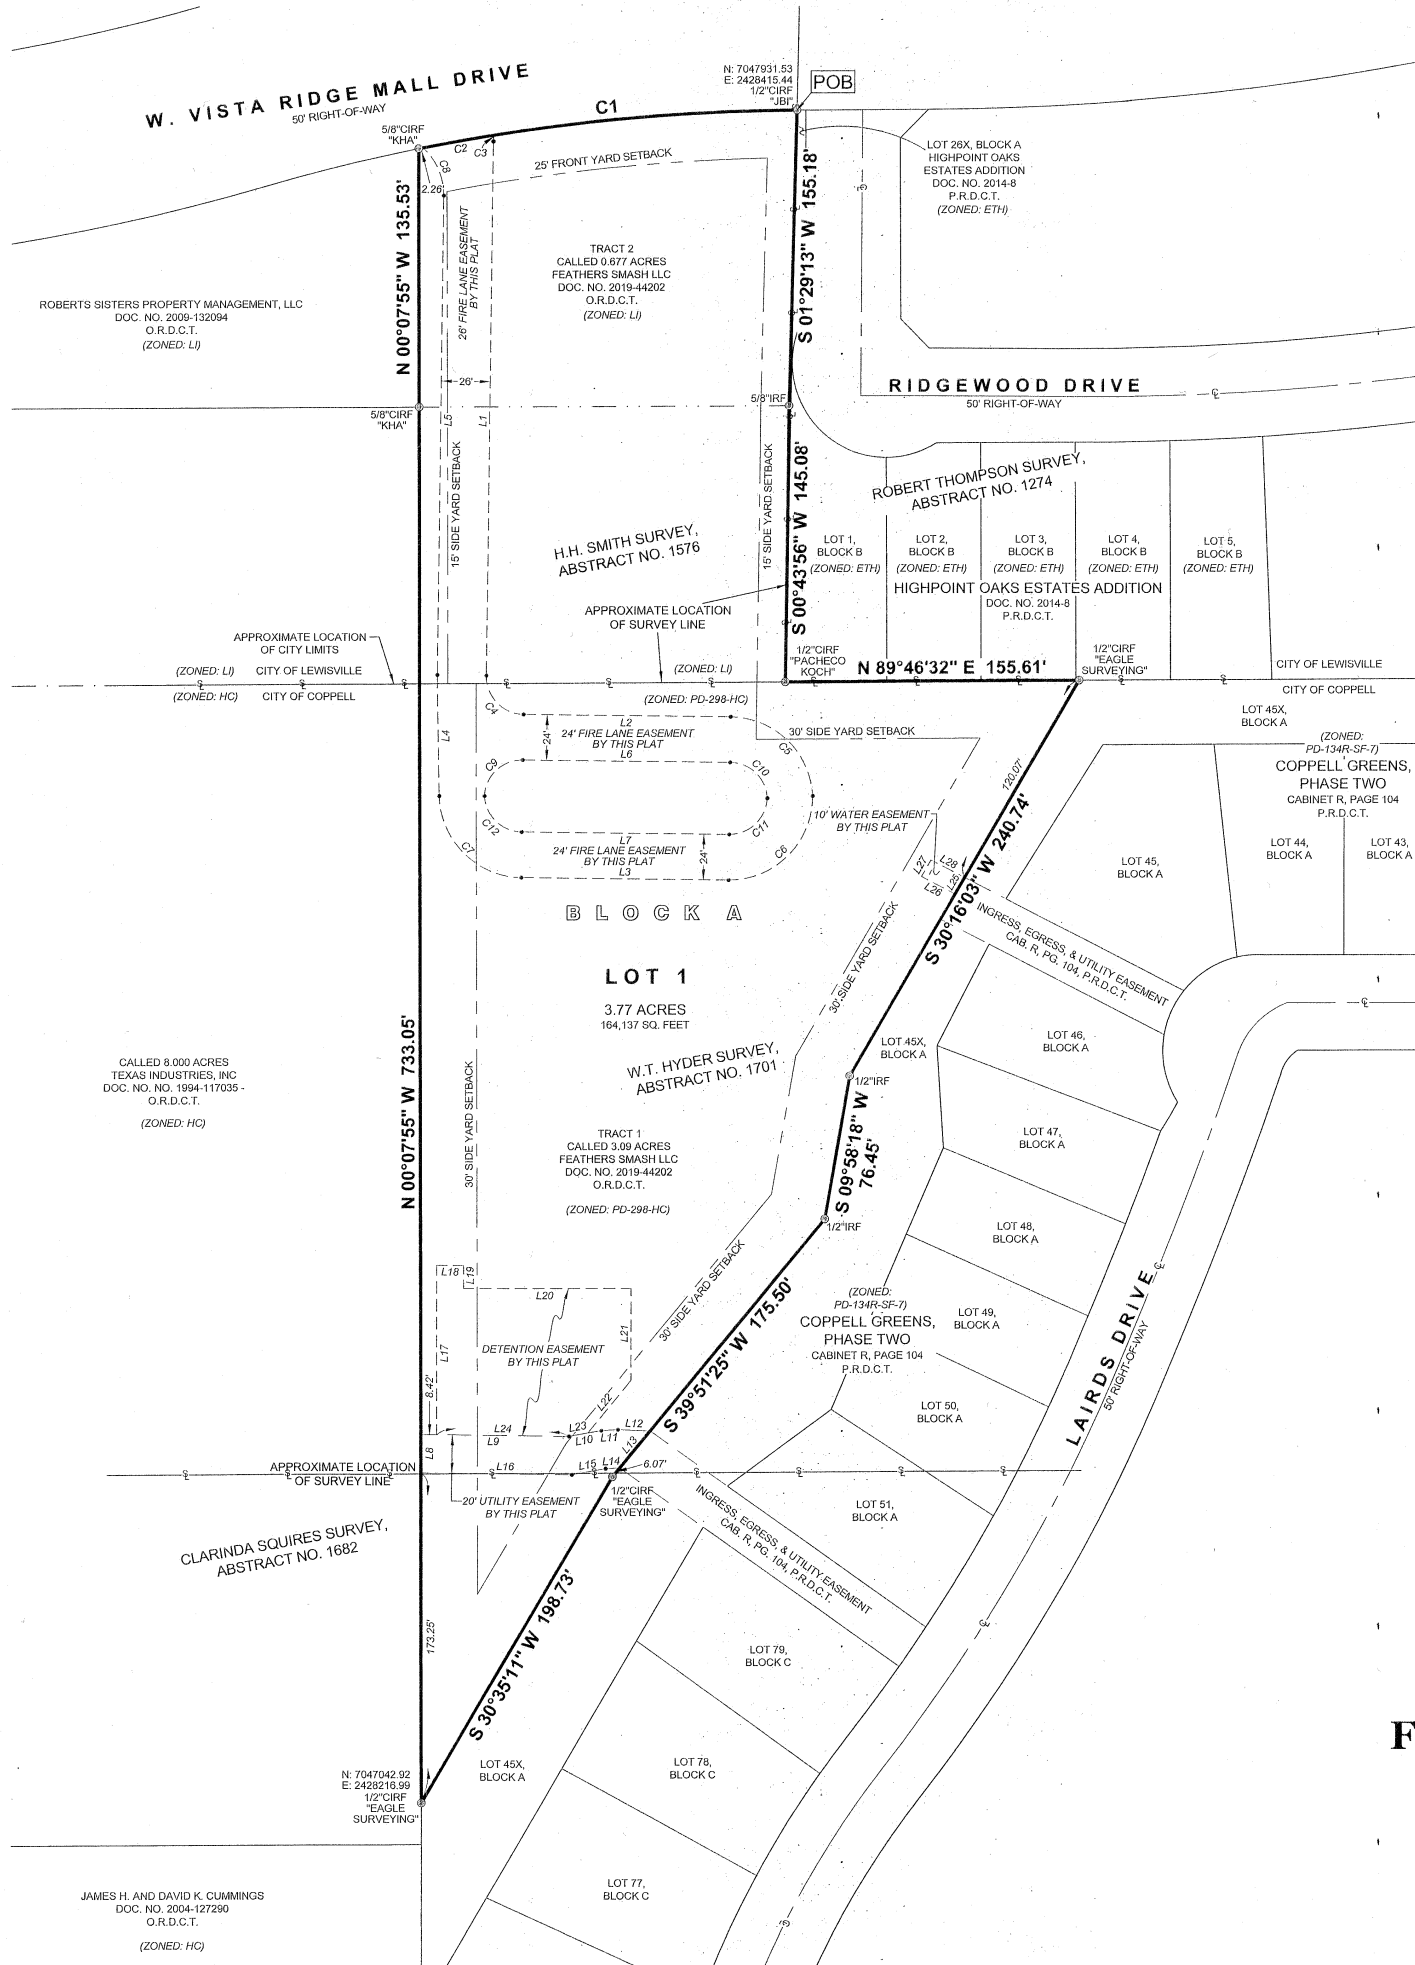 W. VISTA RIDGE MALL DRIVE
50' RIGHT-OF-WAY
5/8"CIRF
"KHA"
C1
C2
C3
C8
2.26'
N: 7047931.53
E: 2428415.44
1/2"CIRF
"JBI"
POB
25' FRONT YARD SETBACK
LOT 26X, BLOCK A
HIGHPOINT OAKS
ESTATES ADDITION
DOC. NO. 2014-8
P.R.D.C.T.
(ZONED: ETH)
N 00°07'55" W 135.53'
26' FIRE LANE EASEMENT
BY THIS PLAT
TRACT 2
CALLED 0.677 ACRES
FEATHERS SMASH LLC
DOC. NO. 2019-44202
O.R.D.C.T.
(ZONED: LI)
S 01°29'13" W 155.18'
ROBERTS SISTERS PROPERTY MANAGEMENT, LLC
DOC. NO. 2009-132094
O.R.D.C.T.
(ZONED: LI)
26'
RIDGEWOOD DRIVE
50' RIGHT-OF-WAY
5/8"CIRF
"KHA"
5/8"IRF
L5
L1
15' SIDE YARD SETBACK
15' SIDE YARD SETBACK
S 00°43'56" W 145.08'
ROBERT THOMPSON SURVEY,
ABSTRACT NO. 1274
H.H. SMITH SURVEY,
ABSTRACT NO. 1576
LOT 1,
BLOCK B
(ZONED: ETH)
LOT 2,
BLOCK B
(ZONED: ETH)
LOT 3,
BLOCK B
(ZONED: ETH)
LOT 4,
BLOCK B
(ZONED: ETH)
LOT 5,
BLOCK B
(ZONED: ETH)
HIGHPOINT OAKS ESTATES ADDITION
DOC. NO. 2014-8
P.R.D.C.T.
APPROXIMATE LOCATION
OF SURVEY LINE
APPROXIMATE LOCATION
OF CITY LIMITS
(ZONED: LI) CITY OF LEWISVILLE
(ZONED: HC) CITY OF COPPELL
(ZONED: LI)
(ZONED: PD-298-HC)
1/2"CIRF
"PACHECO
KOCH"
N 89°46'32" E 155.61'
1/2"CIRF
"EAGLE
SURVEYING"
CITY OF LEWISVILLE
CITY OF COPPELL
LOT 45X,
BLOCK A
(ZONED:
PD-134R-SF-7)
COPPELL GREENS,
PHASE TWO
CABINET R, PAGE 104
P.R.D.C.T.
C4
L2
24' FIRE LANE EASEMENT
BY THIS PLAT
L6
24'
30' SIDE YARD SETBACK
C5
L4
C9
C10
C12
C11
L7
24' FIRE LANE EASEMENT
BY THIS PLAT
L3
24'
C7
C6
10' WATER EASEMENT
BY THIS PLAT
120.07'
S 30°16'03" W 240.74'
L27
L28
L25
L26
LOT 45,
BLOCK A
LOT 44,
BLOCK A
LOT 43,
BLOCK A
BLOCK A
LOT 1
3.77 ACRES
164,137 SQ. FEET
30' SIDE YARD SETBACK
INGRESS, EGRESS, & UTILITY EASEMENT
CAB. R, PG. 104, P.R.D.C.T.
LOT 45X,
BLOCK A
LOT 46,
BLOCK A
W.T. HYDER SURVEY,
ABSTRACT NO. 1701
N 00°07'55" W 733.05'
30' SIDE YARD SETBACK
CALLED 8.000 ACRES
TEXAS INDUSTRIES, INC
DOC. NO. NO. 1994-117035 -
O.R.D.C.T.
(ZONED: HC)
1/2"IRF
S 09°58'18" W
76.45'
TRACT 1
CALLED 3.09 ACRES
FEATHERS SMASH LLC
DOC. NO. 2019-44202
O.R.D.C.T.
(ZONED: PD-298-HC)
LOT 47,
BLOCK A
1/2"IRF
LOT 48,
BLOCK A
30' SIDE YARD SETBACK
S 39°51'25" W 175.50'
L18
L19
L20
L21
L17
DETENTION EASEMENT
BY THIS PLAT
(ZONED:
PD-134R-SF-7)
COPPELL GREENS,
PHASE TWO
CABINET R, PAGE 104
P.R.D.C.T.
LOT 49,
BLOCK A
LAIRDS DRIVE
50' RIGHT-OF-WAY
8.42'
L22
LOT 50,
BLOCK A
L24
L9
L23
L10
L11
L12
L13
L8
APPROXIMATE LOCATION
OF SURVEY LINE
L16
L15
L14
6.07'
20' UTILITY EASEMENT
BY THIS PLAT
1/2"CIRF
"EAGLE
SURVEYING"
INGRESS, EGRESS, & UTILITY EASEMENT
CAB. R, PG. 104, P.R.D.C.T.
LOT 51,
BLOCK A
CLARINDA SQUIRES SURVEY,
ABSTRACT NO. 1682
173.25'
S 30°35'11" W 198.73'
LOT 79,
BLOCK C
F
LOT 45X,
BLOCK A
LOT 78,
BLOCK C
N: 7047042.92
E: 2428216.99
1/2"CIRF
"EAGLE
SURVEYING"
LOT 77,
BLOCK C
JAMES H. AND DAVID K. CUMMINGS
DOC. NO. 2004-127290
O.R.D.C.T.
(ZONED: HC)